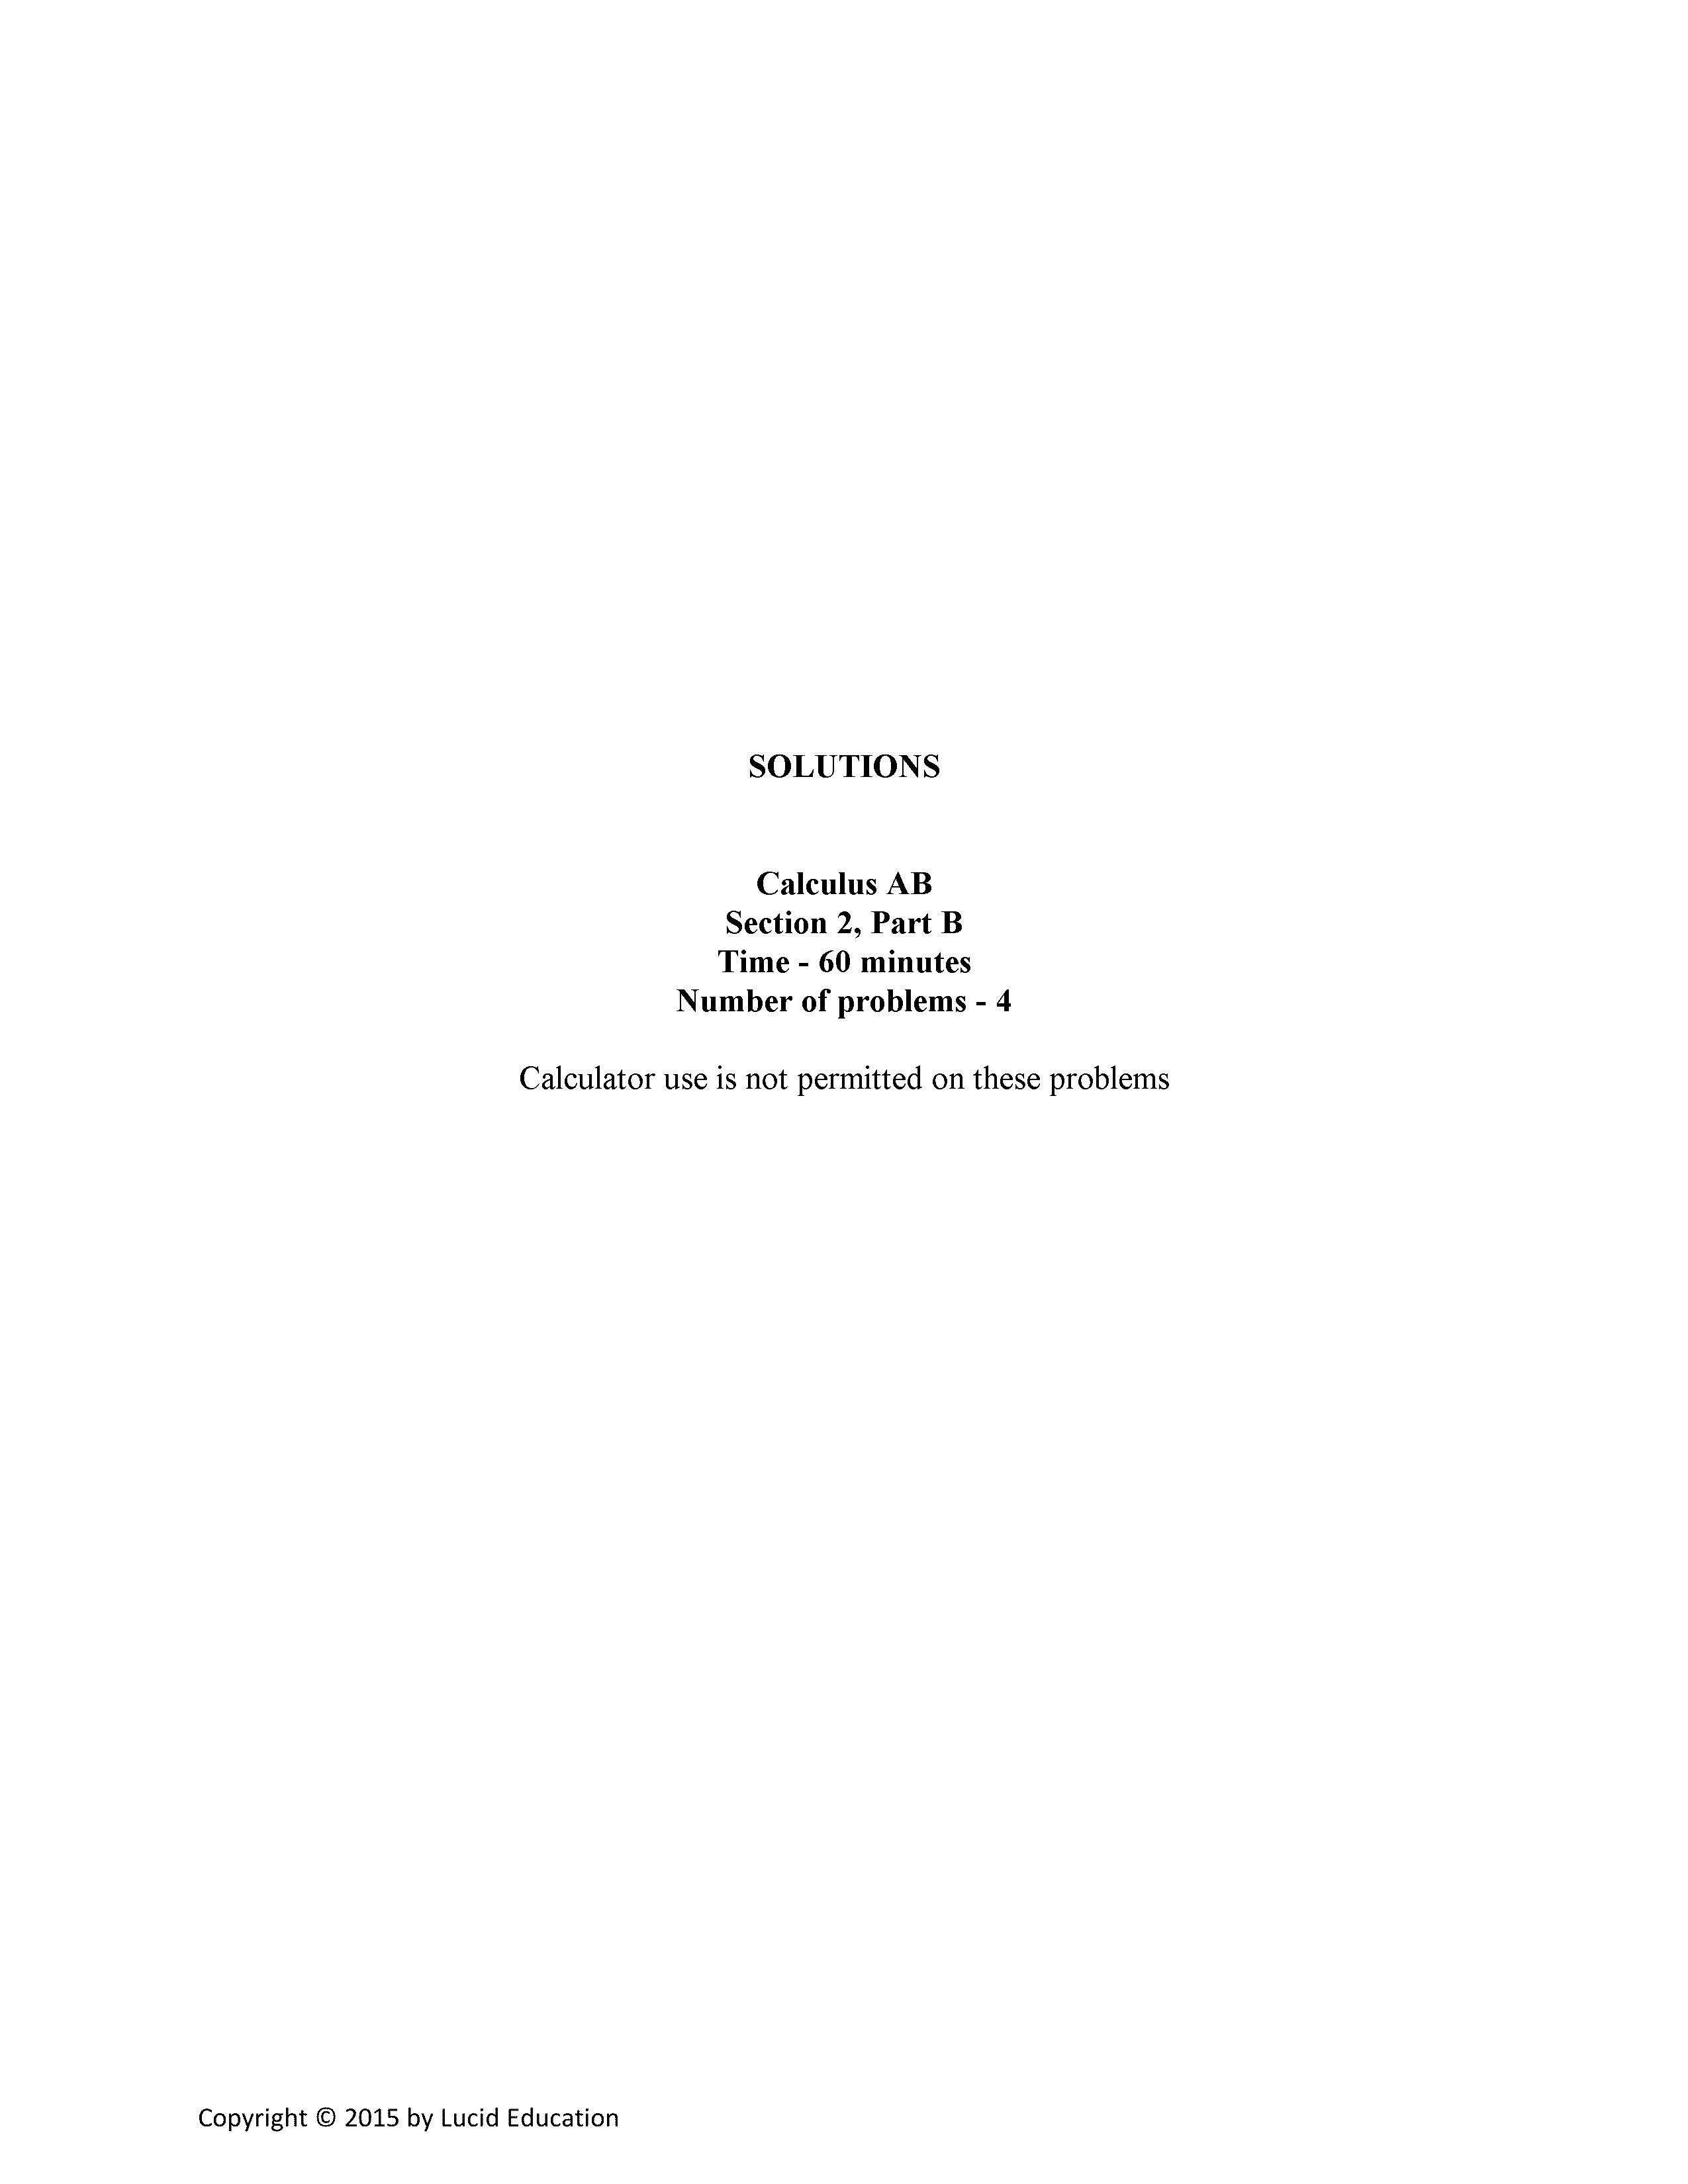 SOLUTIONS
Calculus AB
Section 2, Part B
Time - 60 minutes
Number of problems - 4
Calculator use is not permitted on these problems
Copyright © 2015 by Lucid Education